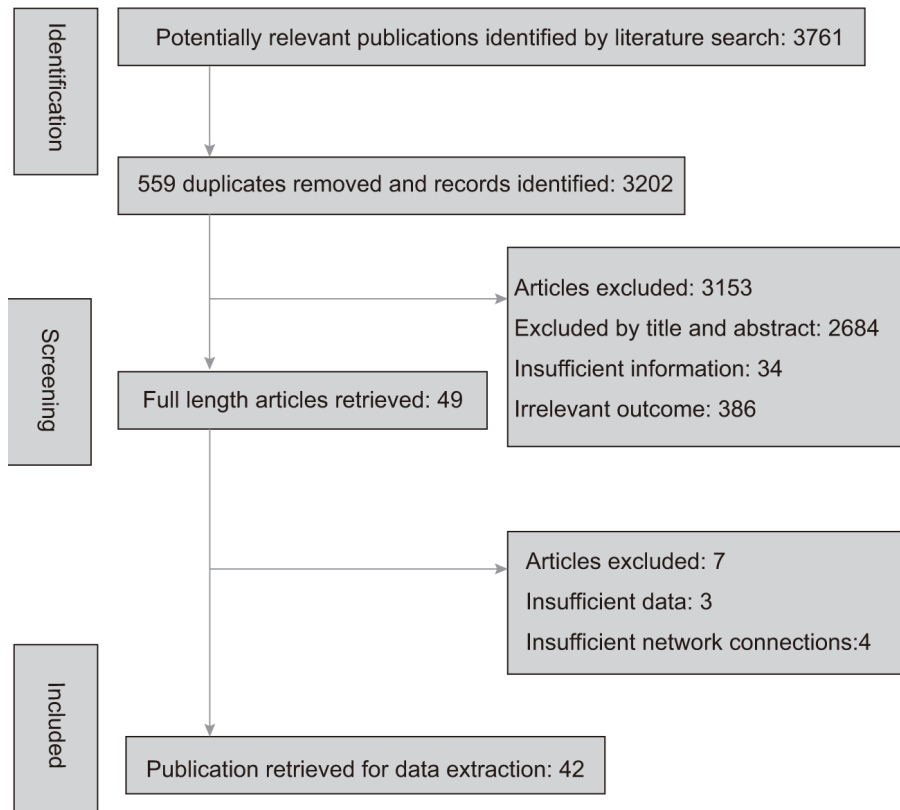 Identification
Potentially relevant publications identified by literature search: 3761
559 duplicates removed and records identified: 3202
Screening
Articles excluded: 3153
Excluded by title and abstract: 2684
Insufficient information: 34
Irrelevant outcome: 386
Full length articles retrieved: 49
Articles excluded: 7
Insufficient data: 3
Insufficient network connections:4
Included
Publication retrieved for data extraction: 42